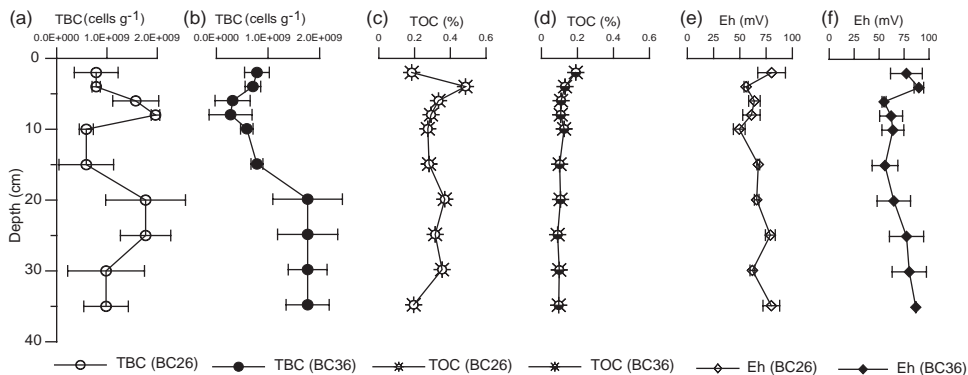 (a) TBC (cells g⁻¹)
0.0E+000 1.0E+009 2.0E+009
(b) TBC (cells g⁻¹)
0.0E+000 1.0E+009 2.0E+009
(c) TOC (%)
0 0.2 0.4 0.6
(d) TOC (%)
0 0.2 0.4 0.6
(e) Eh (mV)
0 25 50 75 100
(f) Eh (mV)
0 25 50 75 100
0
10
20
30
40
Depth (cm)
TBC (BC26) TBC (BC36) TOC (BC26) TOC (BC36) Eh (BC26) Eh (BC36)